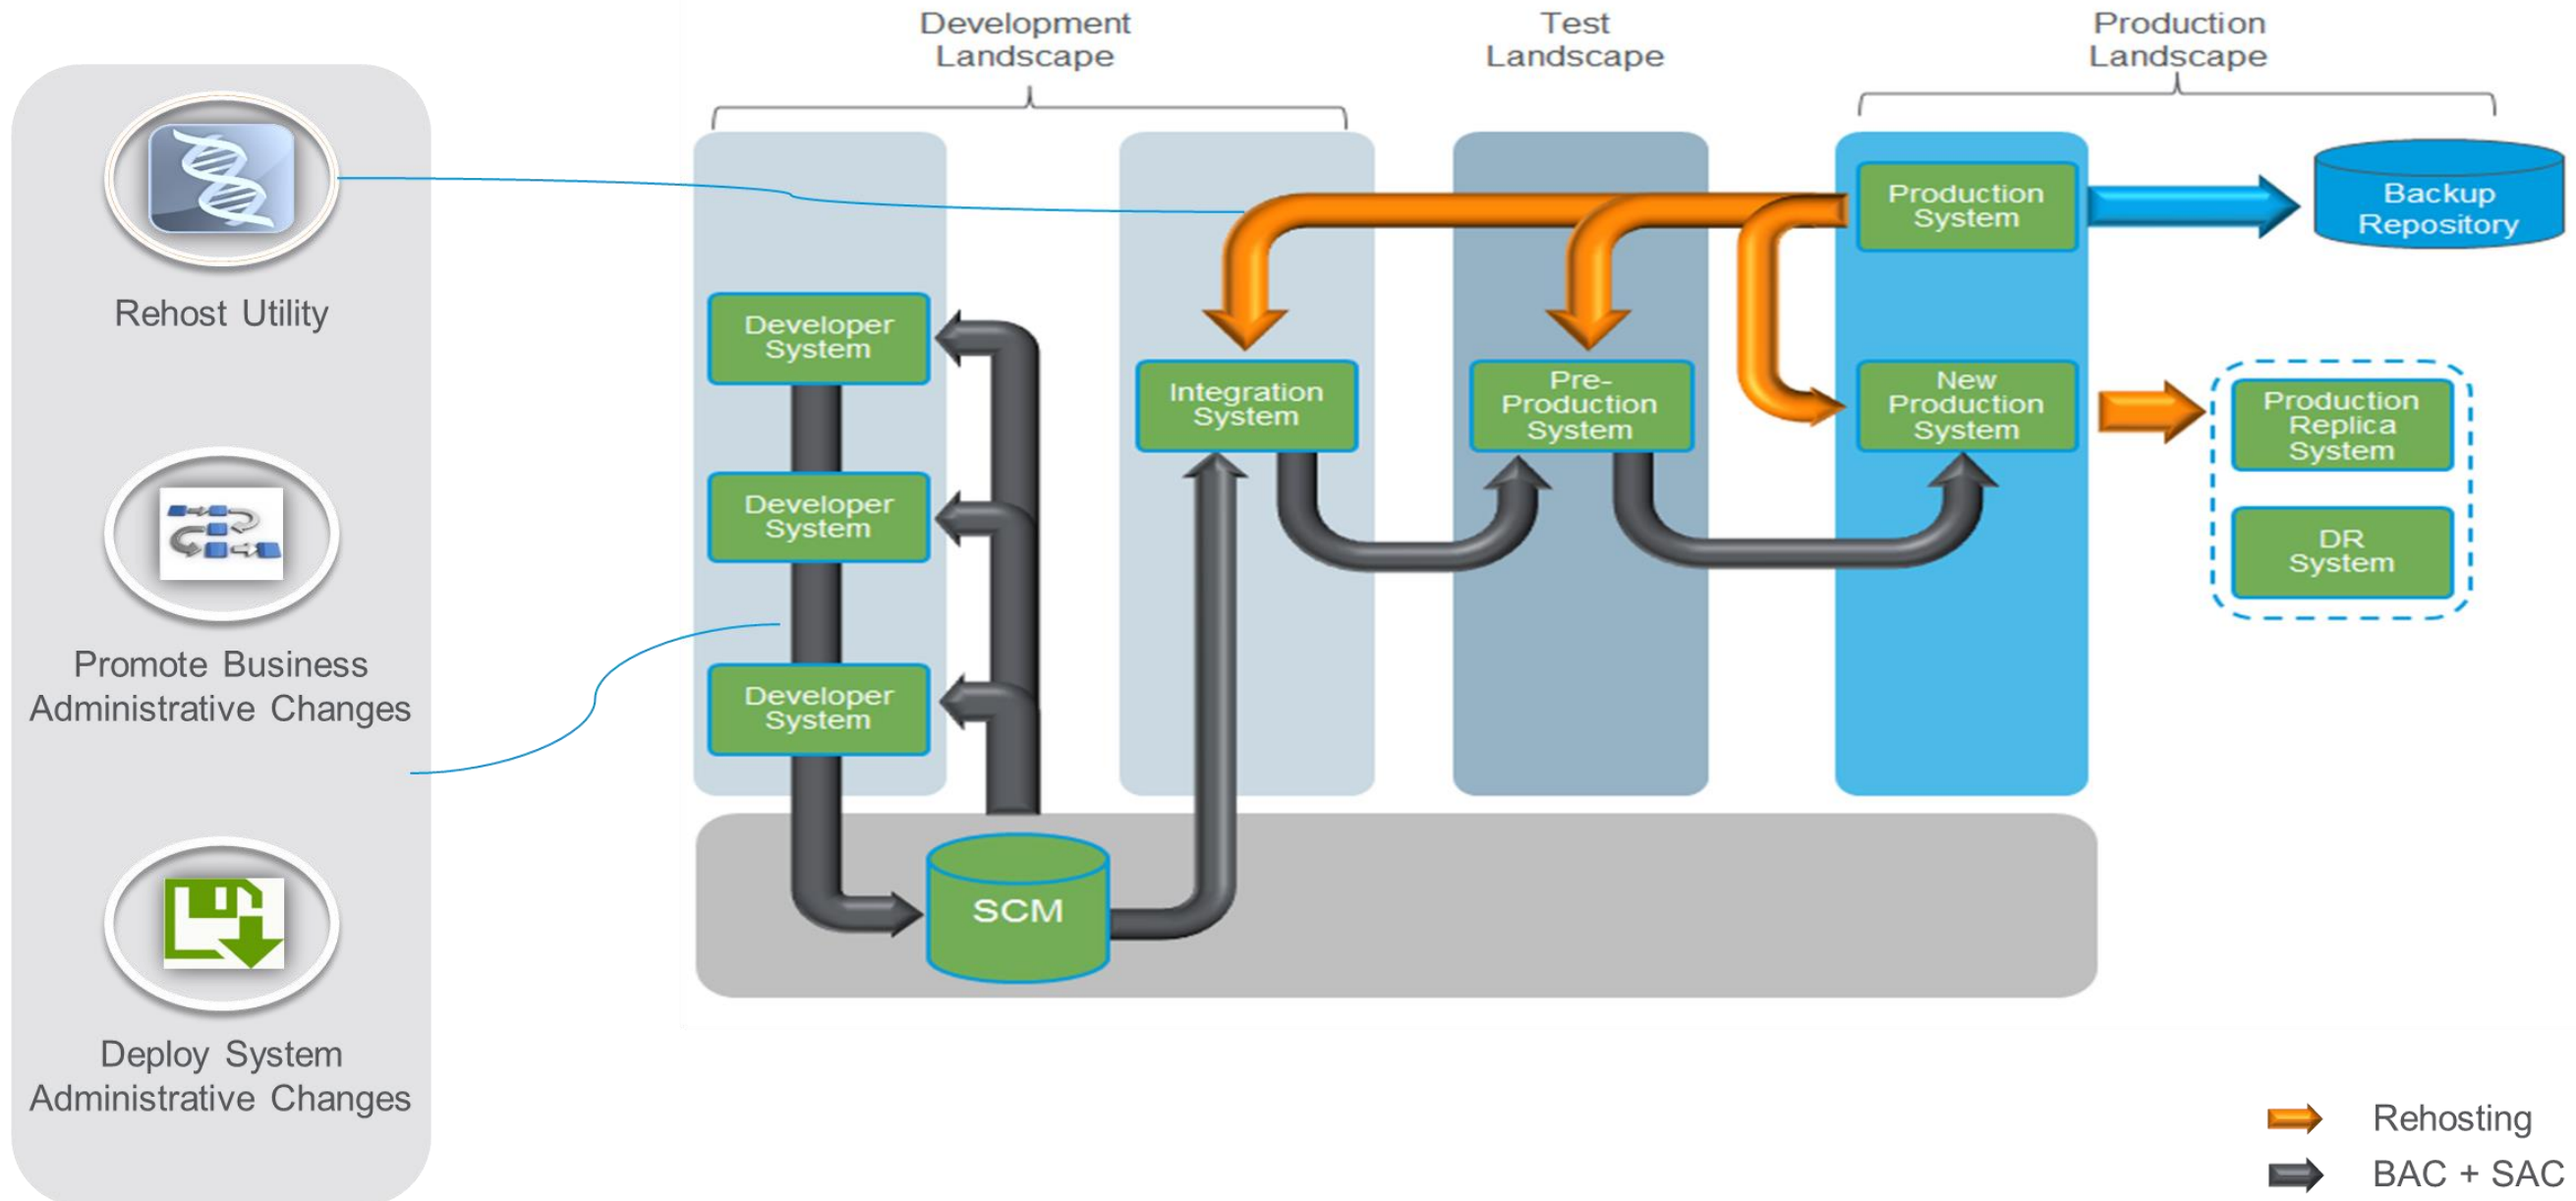 Development
Landscape
Test
Landscape
Production
Landscape
Rehost Utility
Promote Business
Administrative Changes
Deploy System
Administrative Changes
Developer
System
Developer
System
Developer
System
Integration
System
Pre-
Production
System
Production
System
New
Production
System
Backup
Repository
Production
Replica
System
DR
System
SCM
Rehosting
BAC + SAC